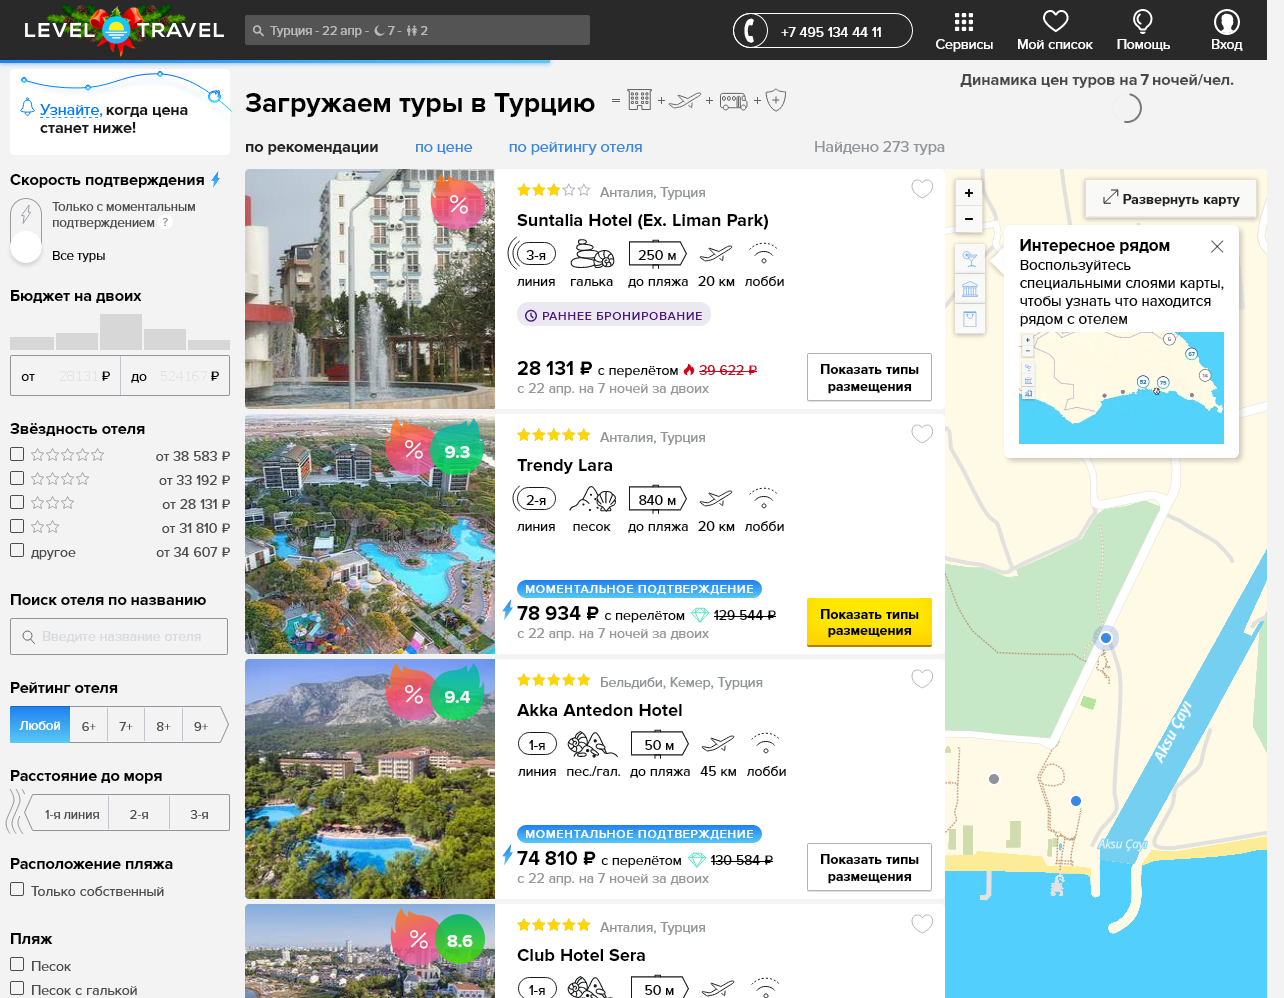 LEVEL TRAVEL
Турция - 22 апр - 7 - 2
+7 495 134 44 11
Сервисы
Мой список
Помощь
Вход
Узнайте, когда цена
станет ниже!
Скорость подтверждения
Только с моментальным
подтверждением ?
Все туры
Бюджет на двоих
от 28131 ₽ до 524167 ₽
Звёздность отеля
от 38 583 ₽
от 33 192 ₽
от 28 131 ₽
от 31 810 ₽
другое от 34 607 ₽
Поиск отеля по названию
Введите название отеля
Рейтинг отеля
Любой 6+ 7+ 8+ 9+
Расстояние до моря
1-я линия 2-я 3-я
Расположение пляжа
Только собственный
Пляж
Песок
Песок с галькой
Загружаем туры в Турцию = + + +
по рекомендации по цене по рейтингу отеля Найдено 273 тура
%
Анталия, Турция
Suntalia Hotel (Ex. Liman Park)
3-я 250 м
линия галька до пляжа 20 км лобби
РАННЕЕ БРОНИРОВАНИЕ
28 131 ₽ с перелётом 39 622 ₽
с 22 апр. на 7 ночей за двоих
Показать типы
размещения
% 9.3
Анталия, Турция
Trendy Lara
2-я 840 м
линия песок до пляжа 20 км лобби
МОМЕНТАЛЬНОЕ ПОДТВЕРЖДЕНИЕ
78 934 ₽ с перелётом 129 544 ₽
с 22 апр. на 7 ночей за двоих
Показать типы
размещения
% 9.4
Бельдиби, Кемер, Турция
Akka Antedon Hotel
1-я 50 м
линия пес./гал. до пляжа 45 км лобби
МОМЕНТАЛЬНОЕ ПОДТВЕРЖДЕНИЕ
74 810 ₽ с перелётом 130 584 ₽
с 22 апр. на 7 ночей за двоих
Показать типы
размещения
% 8.6
Анталия, Турция
Club Hotel Sera
1-я 50 м
Динамика цен туров на 7 ночей/чел.
+
−
Развернуть карту
Интересное рядом
Воспользуйтесь
специальными слоями карты,
чтобы узнать что находится
рядом с отелем
Aksu Çayı
Aksu Çayı